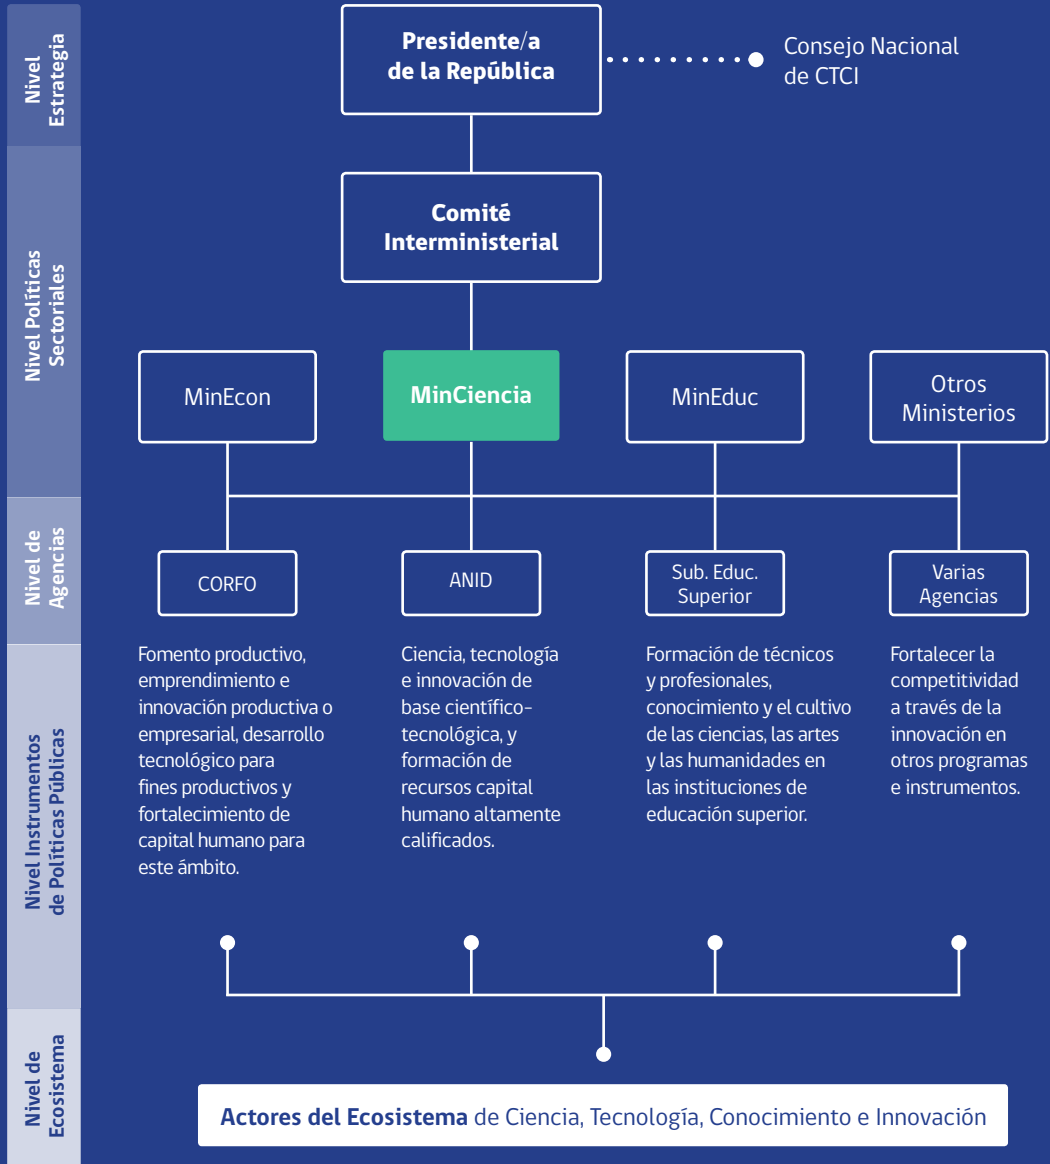 Nivel
Estrategia
Presidente/a
de la República
Consejo Nacional
de CTCI
Nivel Políticas
Sectoriales
Comité
Interministerial
MinEcon
MinCiencia
MinEduc
Otros
Ministerios
Nivel de
Agencias
CORFO
ANID
Sub. Educ.
Superior
Varias
Agencias
Nivel Instrumentos
de Políticas Públicas
Fomento productivo,
emprendimiento e
innovación productiva o
empresarial, desarrollo
tecnológico para
fines productivos y
fortalecimiento de
capital humano para
este ámbito.
Ciencia, tecnología
e innovación de
base científico-
tecnológica, y
formación de
recursos capital
humano altamente
calificados.
Formación de técnicos
y profesionales,
conocimiento y el cultivo
de las ciencias, las artes
y las humanidades en
las instituciones de
educación superior.
Fortalecer la
competitividad
a través de la
innovación en
otros programas
e instrumentos.
Nivel de
Ecosistema
Actores del Ecosistema de Ciencia, Tecnología, Conocimiento e Innovación